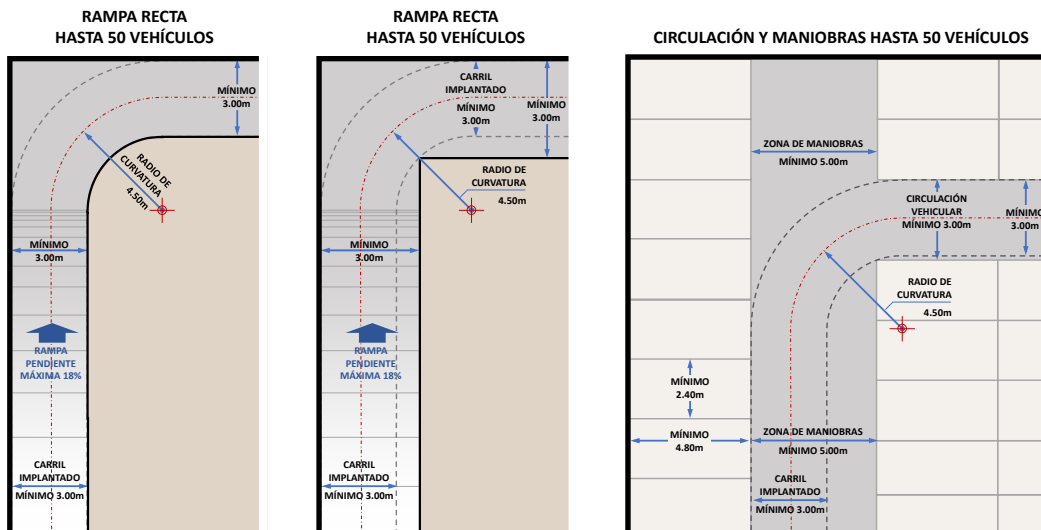 RAMPA RECTA
HASTA 50 VEHÍCULOS
MÍNIMO
3.00m
RADIO DE
CURVATURA
4.50m
MÍNIMO
3.00m
RAMPA
PENDIENTE
MÁXIMA 18%
CARRIL
IMPLANTADO
MÍNIMO 3.00m
RAMPA RECTA
HASTA 50 VEHÍCULOS
CARRIL
IMPLANTADO
MÍNIMO
3.00m
MÍNIMO
3.00m
RADIO DE
CURVATURA
4.50m
MÍNIMO
3.00m
RAMPA
PENDIENTE
MÁXIMA 18%
CARRIL
IMPLANTADO
MÍNIMO 3.00m
CIRCULACIÓN Y MANIOBRAS HASTA 50 VEHÍCULOS
ZONA DE MANIOBRAS
MÍNIMO 5.00m
CIRCULACIÓN
VEHICULAR
MÍNIMO 3.00m
MÍNIMO
3.00m
RADIO DE
CURVATURA
4.50m
MÍNIMO
2.40m
MÍNIMO
4.80m
ZONA DE MANIOBRAS
MÍNIMO 5.00m
CARRIL
IMPLANTADO
MÍNIMO 3.00m